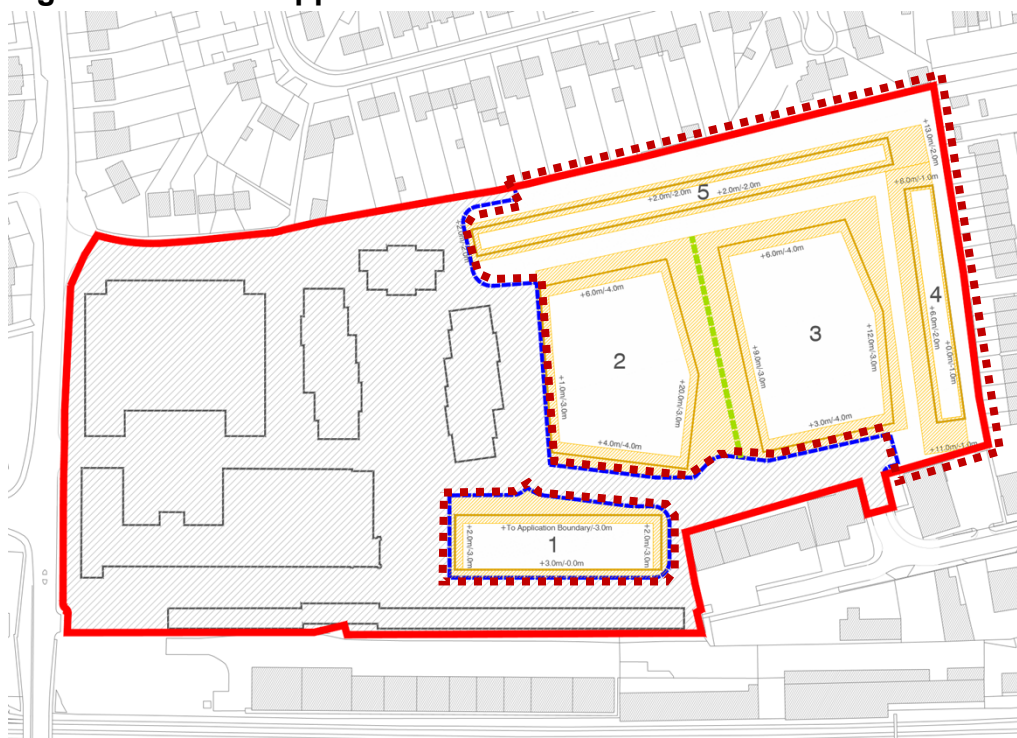 +13.0m/-2.0m
+6.0m/-1.0m
5
+2.0m/-2.0m
+2.0m/-2.0m
+2.0m/-2.0m
+6.0m/-4.0m
+6.0m/-4.0m
4
+6.0m/-2.0m
+0.0m/-1.0m
3
+12.0m/-3.0m
+9.0m/-3.0m
2
+1.0m/-3.0m
+20.0m/-3.0m
+3.0m/-4.0m
+4.0m/-4.0m
+11.0m/-1.0m
+To Application Boundary/-3.0m
+2.0m/-3.0m
1
+2.0m/-3.0m
+3.0m/-0.0m